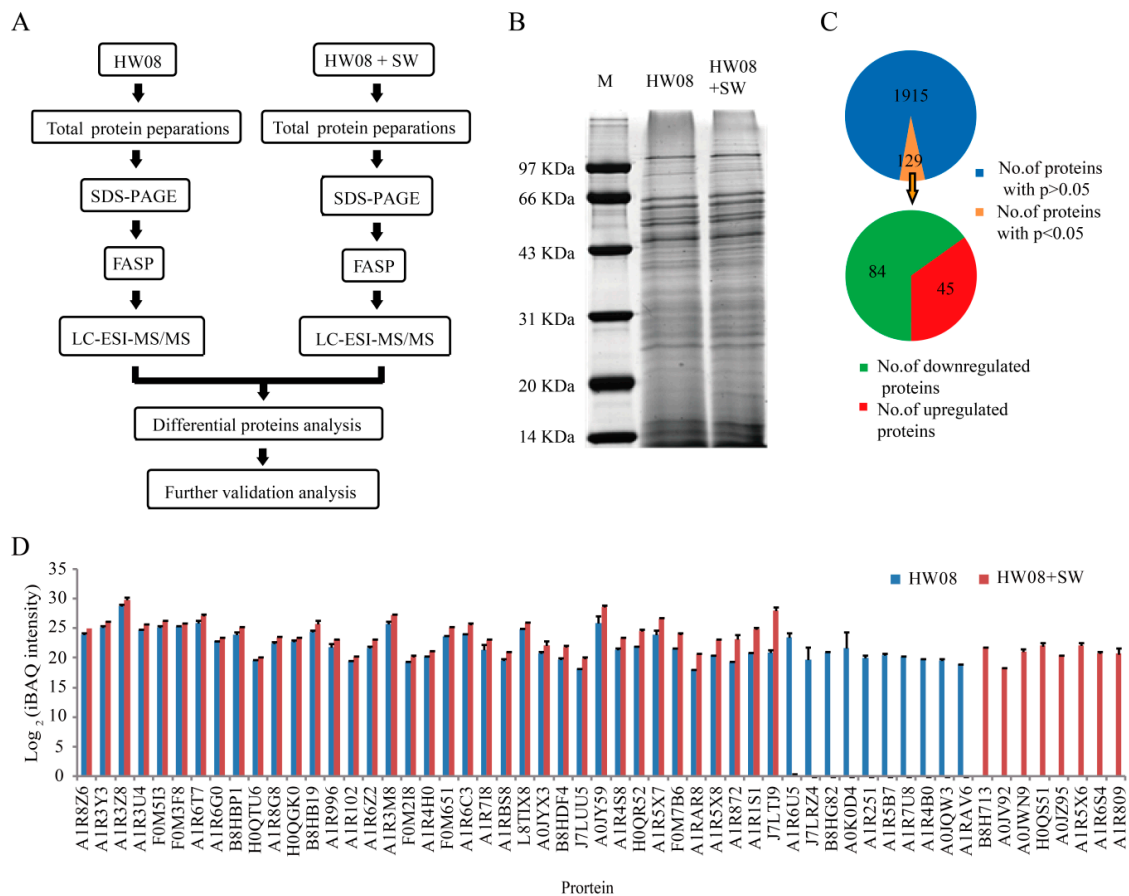 A
HW08
HW08 + SW
Total protein peparations
Total protein peparations
SDS-PAGE
SDS-PAGE
FASP
FASP
LC-ESI-MS/MS
LC-ESI-MS/MS
Differential proteins analysis
Further validation analysis
B
M
HW08
HW08
+SW
97 KDa
66 KDa
43 KDa
31 KDa
20 KDa
14 KDa
C
1915
129
No.of proteins
with p>0.05
No.of proteins
with p<0.05
84
45
No.of downregulated
proteins
No.of upregulated
proteins
D
HW08
HW08+SW
Log 2 (iBAQ intensity)
35
30
25
20
15
10
5
0
A1R8Z6
A1R3Y3
A1R3Z8
A1R3U4
F0M5I3
F0M3F8
A1R6T7
A1R6G0
B8HBP1
H0QTU6
A1R8G8
H0QGK0
B8HB19
A1R996
A1R102
A1R6Z2
A1R3M8
F0M2I8
A1R4H0
F0M651
A1R6C3
A1R7I8
A1RBS8
L8TIX8
A0JYX3
B8HDF4
J7LUU5
A0JY59
A1R4S8
H0QR52
A1R5X7
F0M7B6
A1RAR8
A1R5X8
A1R872
A1R1S1
J7LTJ9
A1R6U5
J7LRZ4
B8HG82
A0K0D4
A1R251
A1R5B7
A1R7U8
A1R4B0
A0JQW3
A1RAV6
B8H713
A0JV92
A0JWN9
H0QS51
A0JZ95
A1R5X6
A1R6S4
A1R809
Prortein